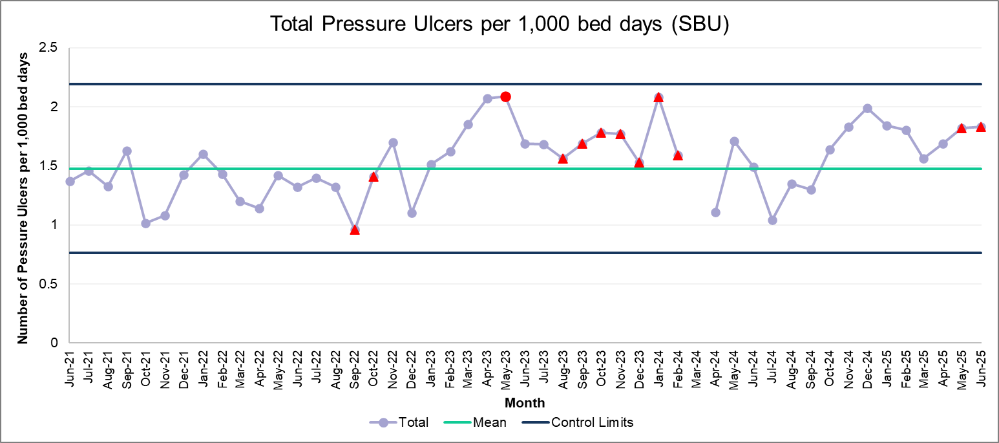 Total Pressure Ulcers per 1,000 bed days (SBU)
Number of Pessure Ulcers per 1,000 bed days
2.5
2
1.5
1
0.5
0
Jun-21
Jul-21
Aug-21
Sep-21
Oct-21
Nov-21
Dec-21
Jan-22
Feb-22
Mar-22
Apr-22
May-22
Jun-22
Jul-22
Aug-22
Sep-22
Oct-22
Nov-22
Dec-22
Jan-23
Feb-23
Mar-23
Apr-23
May-23
Jun-23
Jul-23
Aug-23
Sep-23
Oct-23
Nov-23
Dec-23
Jan-24
Feb-24
Mar-24
Apr-24
May-24
Jun-24
Jul-24
Aug-24
Sep-24
Oct-24
Nov-24
Dec-24
Jan-25
Feb-25
Mar-25
Apr-25
May-25
Jun-25
Month
Total
Mean
Control Limits